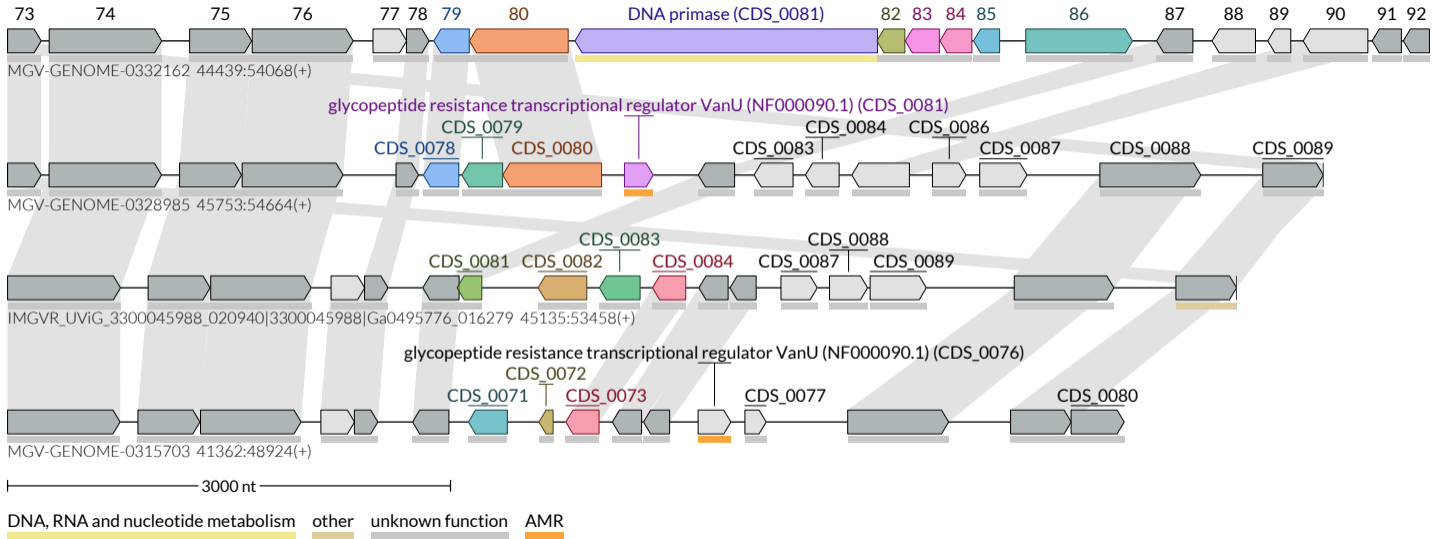 73 74 75 76 77 78 79 80 DNA primase (CDS_0081) 82 83 84 85 86 87 88 89 90 91 92
MGV-GENOME-0332162 44439:54068(+)
glycopeptide resistance transcriptional regulator VanU (NF000090.1) (CDS_0081)
CDS_0079 CDS_0084 CDS_0086
CDS_0078 CDS_0080 CDS_0083 CDS_0087 CDS_0088 CDS_0089
MGV-GENOME-0328985 45753:54664(+)
CDS_0083 CDS_0088
CDS_0081 CDS_0082 CDS_0084 CDS_0087 CDS_0089
IMGVR_UViG_3300045988_020940|3300045988|Ga0495776_016279 45135:53458(+)
glycopeptide resistance transcriptional regulator VanU (NF000090.1) (CDS_0076)
CDS_0072
CDS_0071 CDS_0073 CDS_0077 CDS_0080
MGV-GENOME-0315703 41362:48924(+)
3000 nt
DNA, RNA and nucleotide metabolism other unknown function AMR